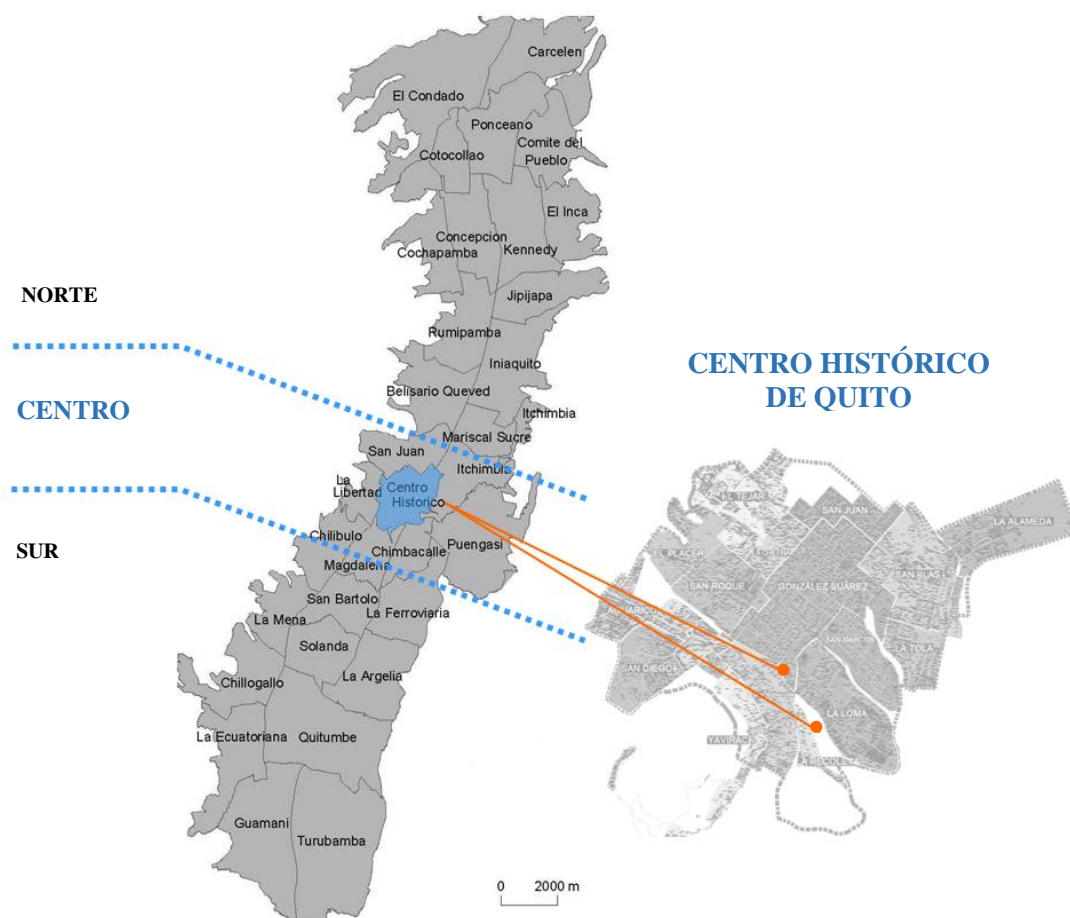 Carcelen
El Condado
Ponceano
Comite del
Pueblo
Cotocollao
El Inca
Concepcion
Kennedy
Cochapamba
NORTE
Jipijapa
Rumipamba
Iniaquito
CENTRO HISTÓRICO
DE QUITO
Belisario Queved
CENTRO
Itchimbia
Mariscal Sucre
San Juan
Itchimbia
La
Libertad
Centro
Historico
SUR
Chilibulo
Chimbacalle
Puengasi
Magdalena
San Bartolo
La Ferroviaria
La Mena
Solanda
La Argelia
Chillogallo
La Ecuatoriana
Quitumbe
Guamani
Turubamba
0 2000 m
EL TEJAR
SAN JUAN
LA ALAMEDA
EL PLACER
SAN ROQUE
GONZÁLEZ SUÁREZ
SAN BLAS
SAN MARCOS
LA TOLA
SAN DIEGO
LA LOMA
YAVIRAC
LA RECOLETA